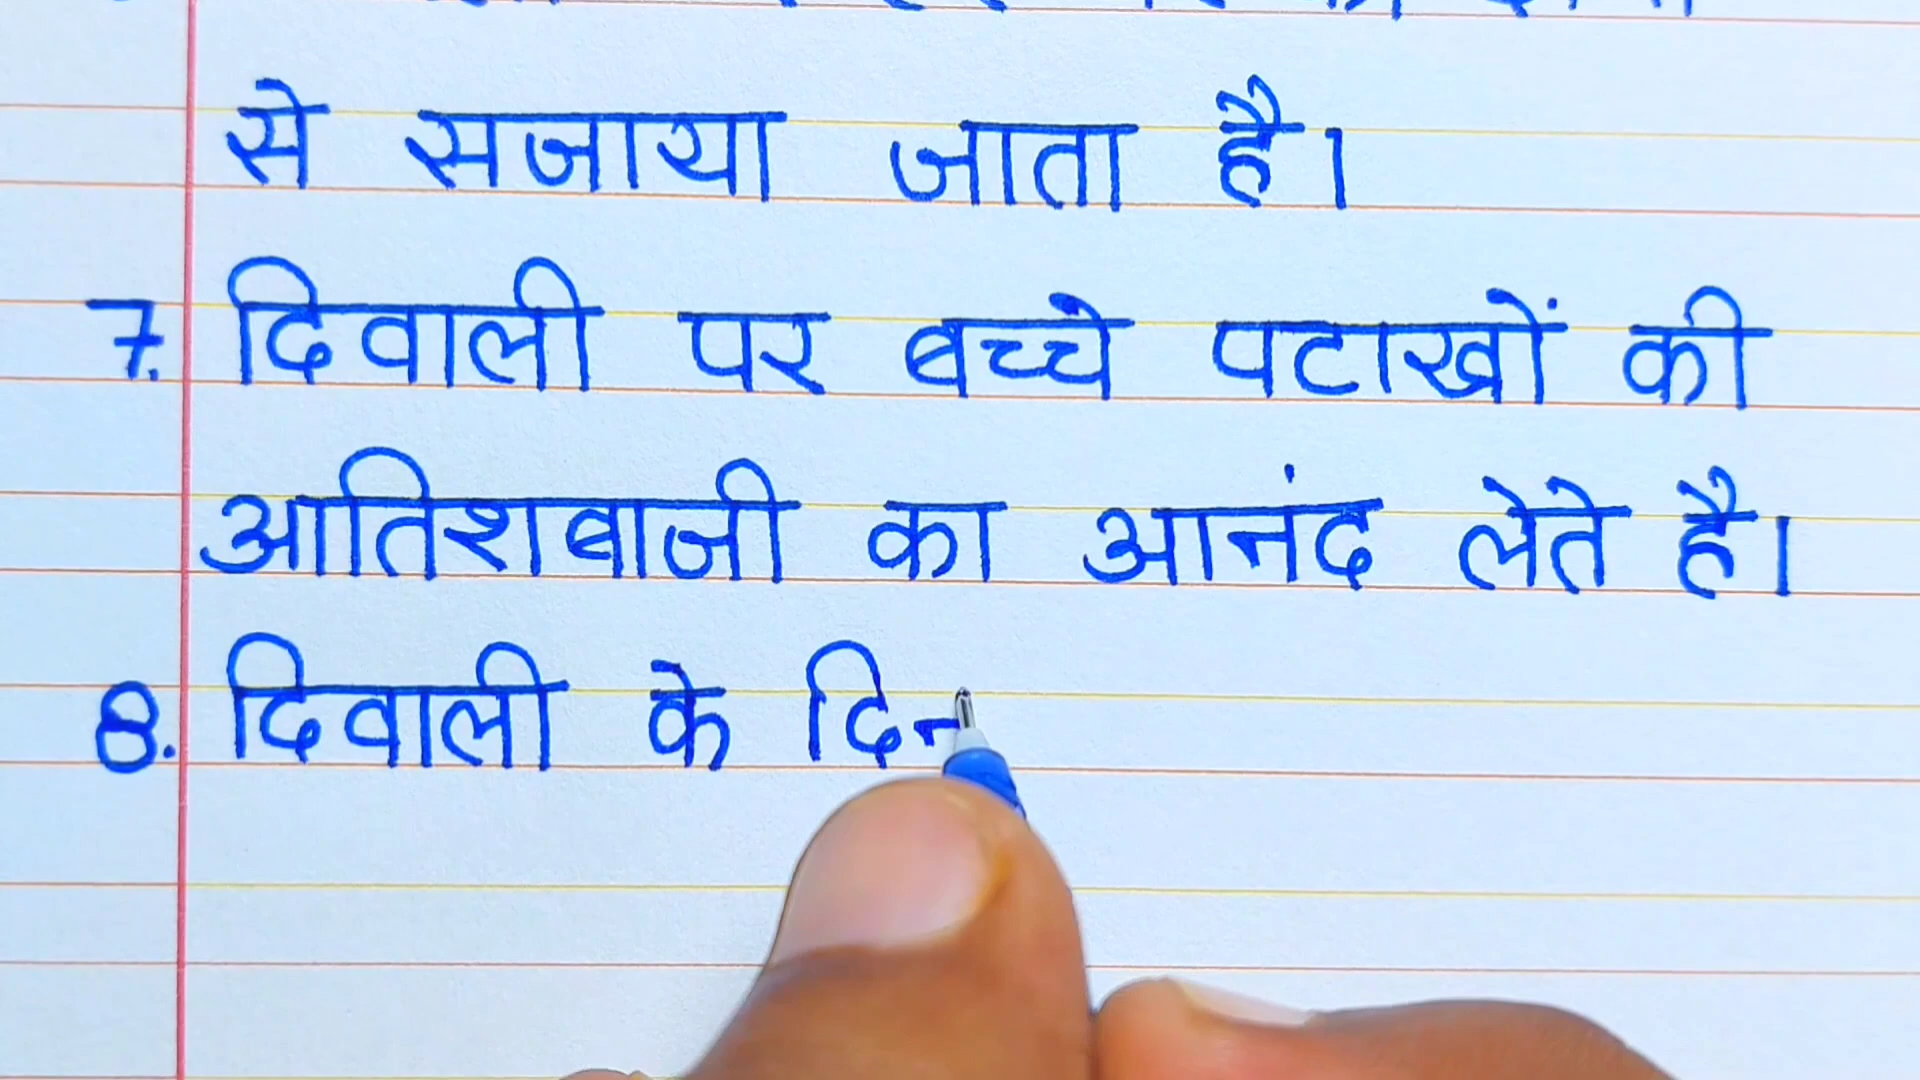 से सजाया जाता है।
7. दिवाली पर बच्चे पटाखों की
आतिशबाजी का आनंद लेते है।
8. दिवाली के दिन